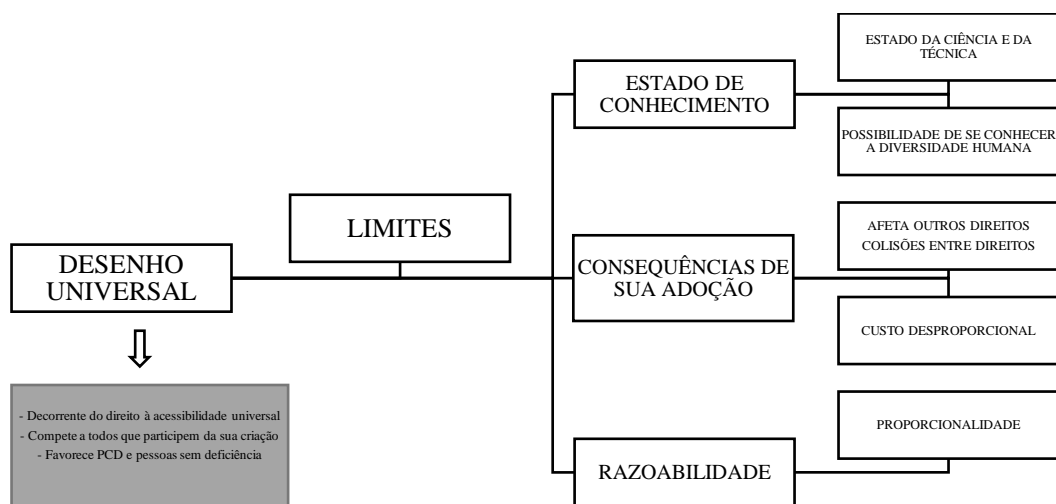 DESENHO
UNIVERSAL
- Decorrente do direito à acessibilidade universal
- Compete a todos que participem da sua criação
- Favorece PCD e pessoas sem deficiência
LIMITES
ESTADO DE
CONHECIMENTO
ESTADO DA CIÊNCIA E DA
TÉCNICA
POSSIBILIDADE DE SE CONHECER
A DIVERSIDADE HUMANA
CONSEQUÊNCIAS DE
SUA ADOÇÃO
AFETA OUTROS DIREITOS
COLISÕES ENTRE DIREITOS
CUSTO DESPROPORCIONAL
RAZOABILIDADE
PROPORCIONALIDADE